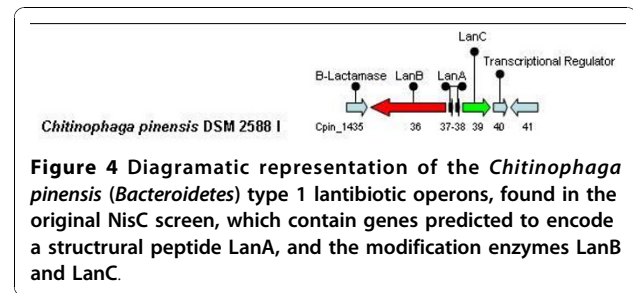 LanC
B-Lactamase LanB LanA Transcriptional Regulator
Chitinophaga pinensis DSM 2588 I Cpin_1435 36 37-38 39 40 41
Figure 4 Diagramatic representation of the Chitinophaga
pinensis (Bacteroidetes) type 1 lantibiotic operons, found in the
original NisC screen, which contain genes predicted to encode
a structrural peptide LanA, and the modification enzymes LanB
and LanC.